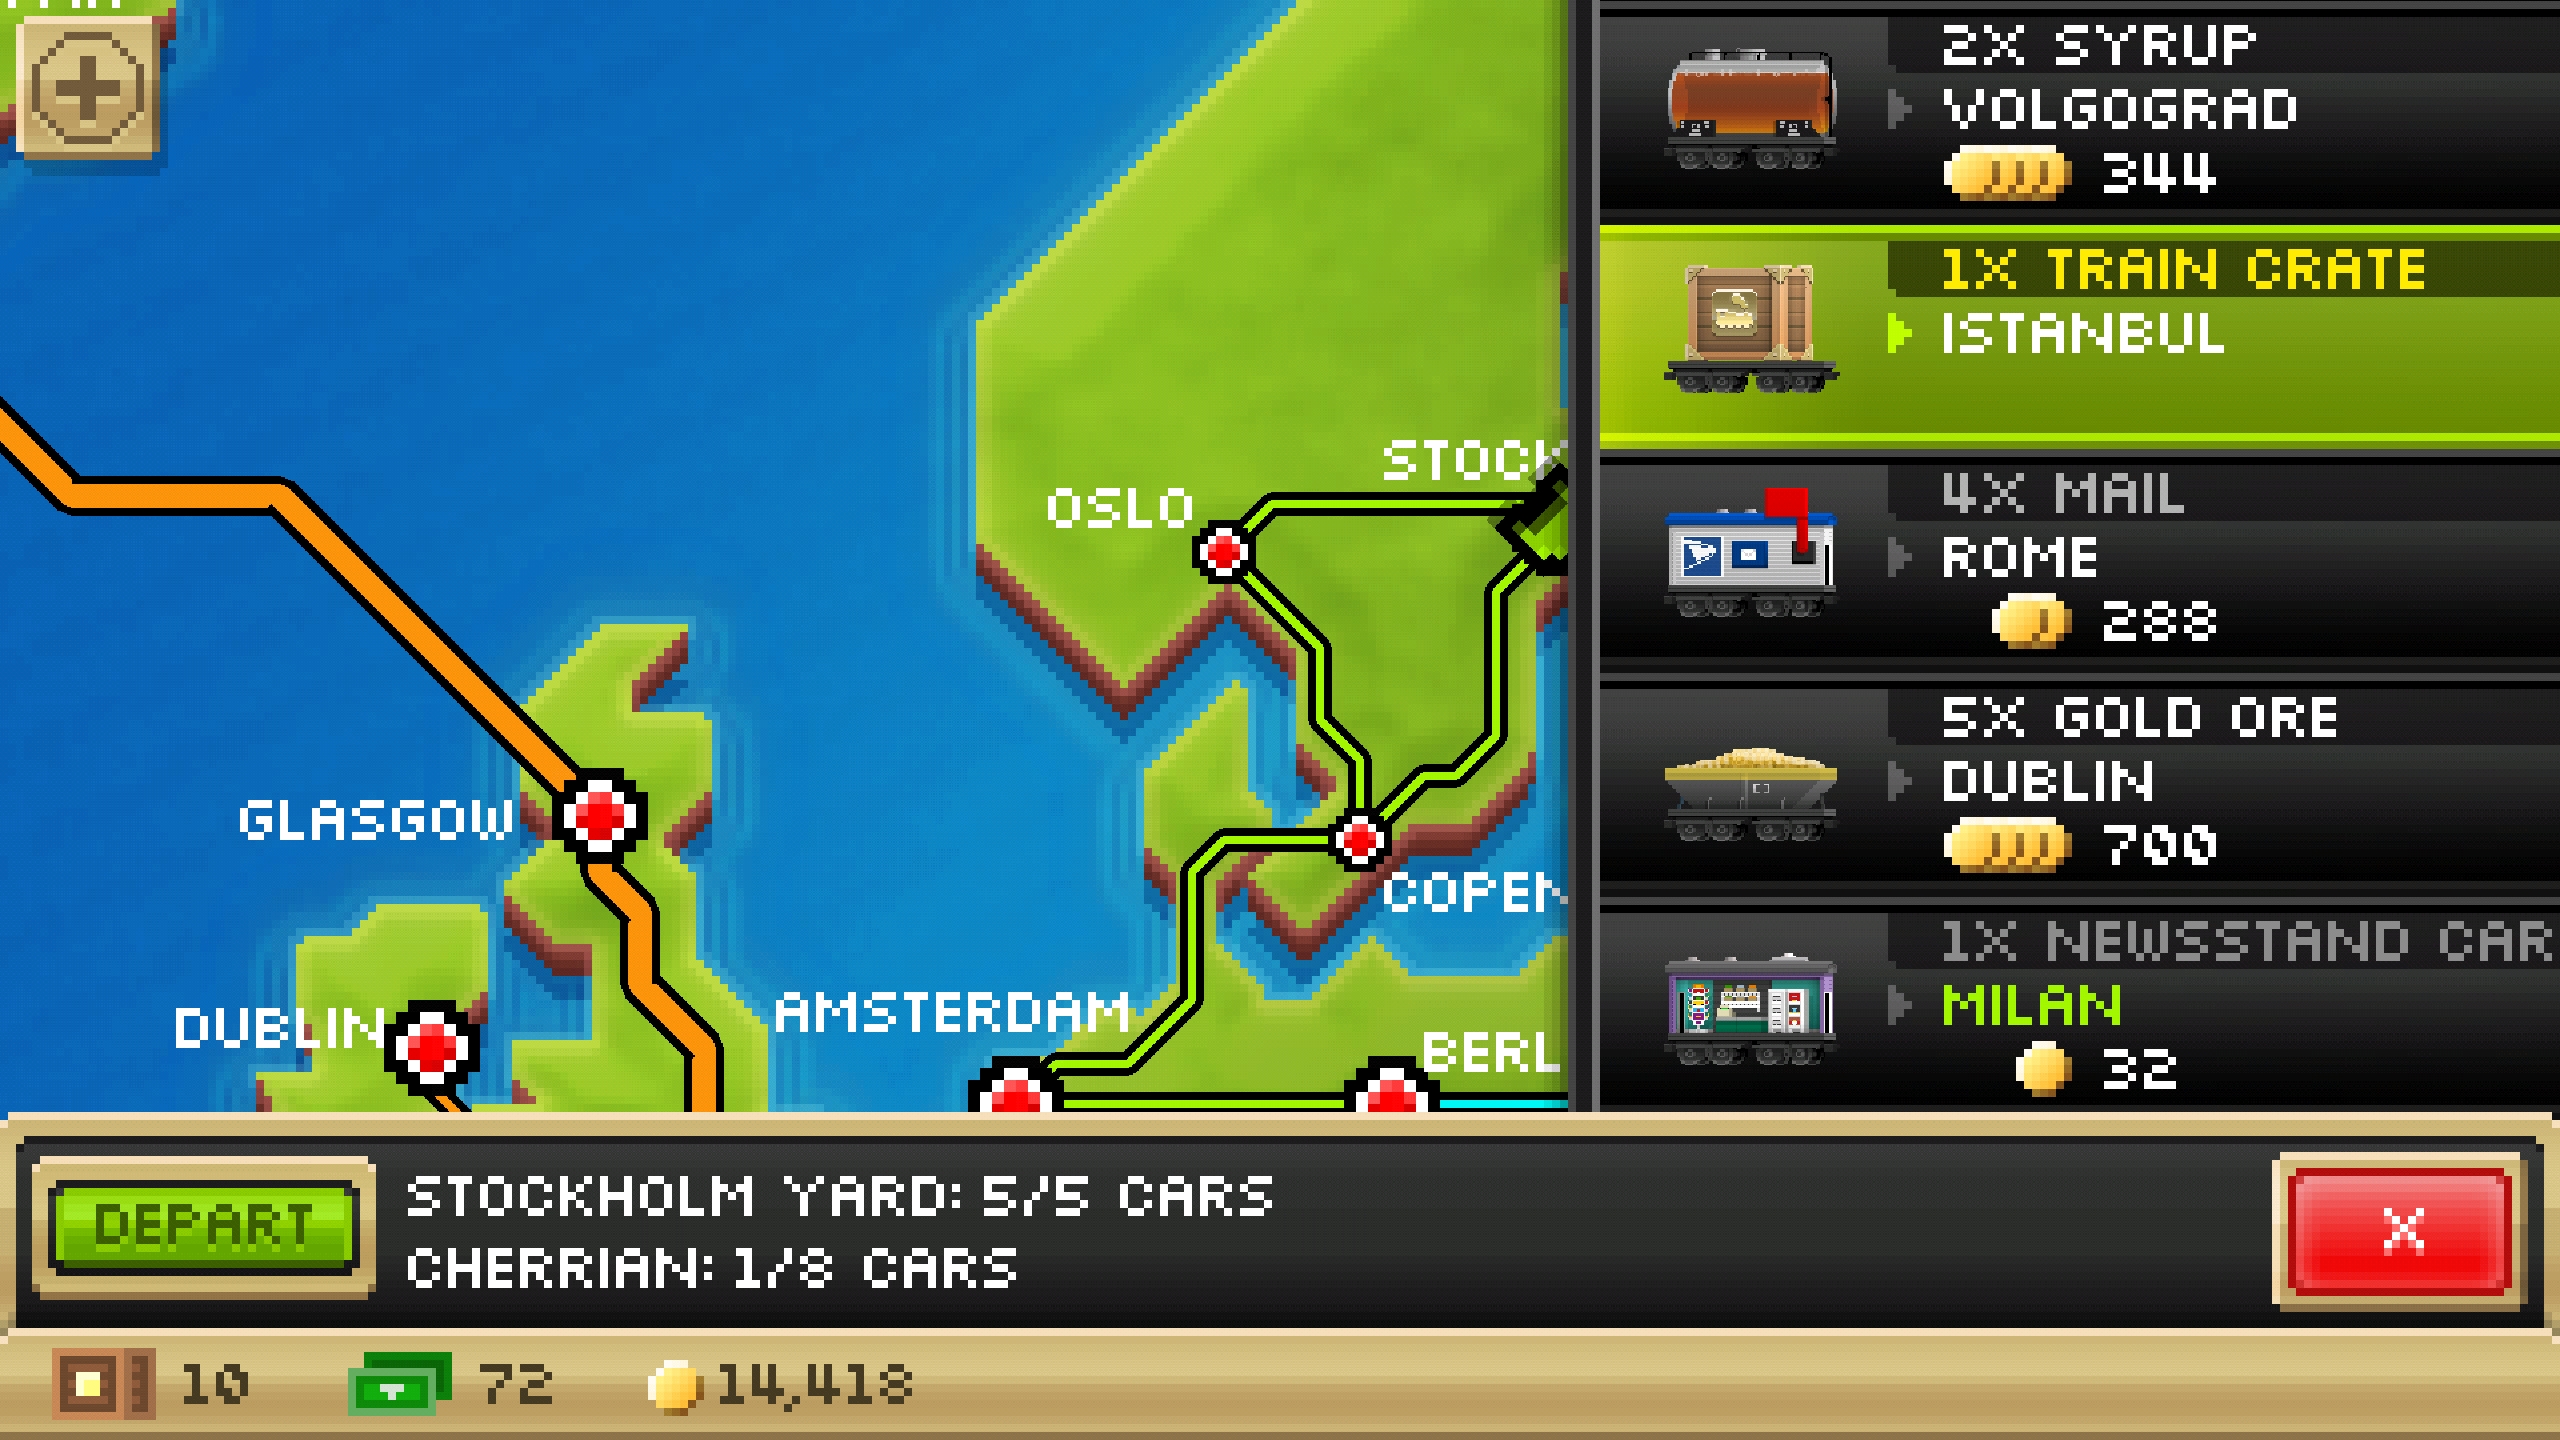 2X SYRUP
VOLGOGRAD
344
1X TRAIN CRATE
ISTANBUL
4X MAIL
ROME
288
5X GOLD ORE
DUBLIN
700
1X NEWSSTAND CAR
MILAN
32
STOCK
OSLO
GLASGOW
COPEN
DUBLIN
AMSTERDAM
BERL
DEPART
STOCKHOLM YARD: 5/5 CARS
CHERRIAN: 1/8 CARS
X
10
72
14,418